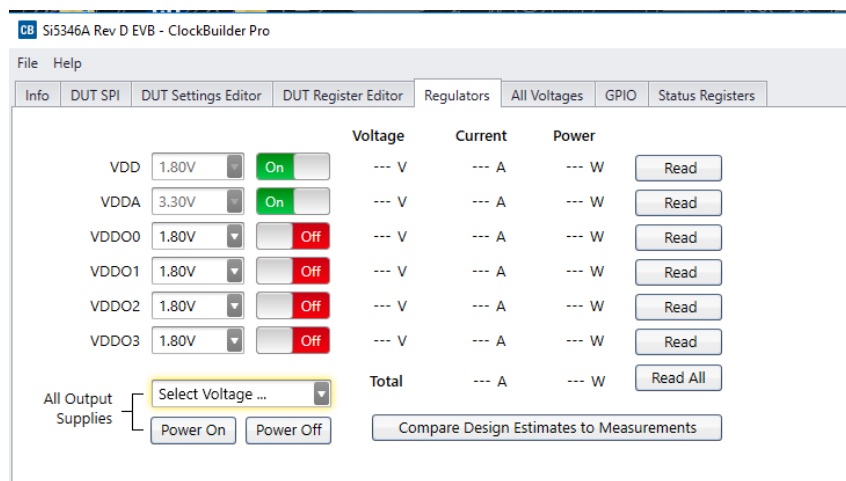 CB Si5346A Rev D EVB - ClockBuilder Pro
File Help
Info DUT SPI DUT Settings Editor DUT Register Editor Regulators All Voltages GPIO Status Registers
Voltage Current Power
VDD 1.80V On --- V --- A --- W Read
VDDA 3.30V On --- V --- A --- W Read
VDDO0 1.80V Off --- V --- A --- W Read
VDDO1 1.80V Off --- V --- A --- W Read
VDDO2 1.80V Off --- V --- A --- W Read
VDDO3 1.80V Off --- V --- A --- W Read
Total --- A --- W Read All
All Output Supplies
Select Voltage ...
Power On Power Off Compare Design Estimates to Measurements